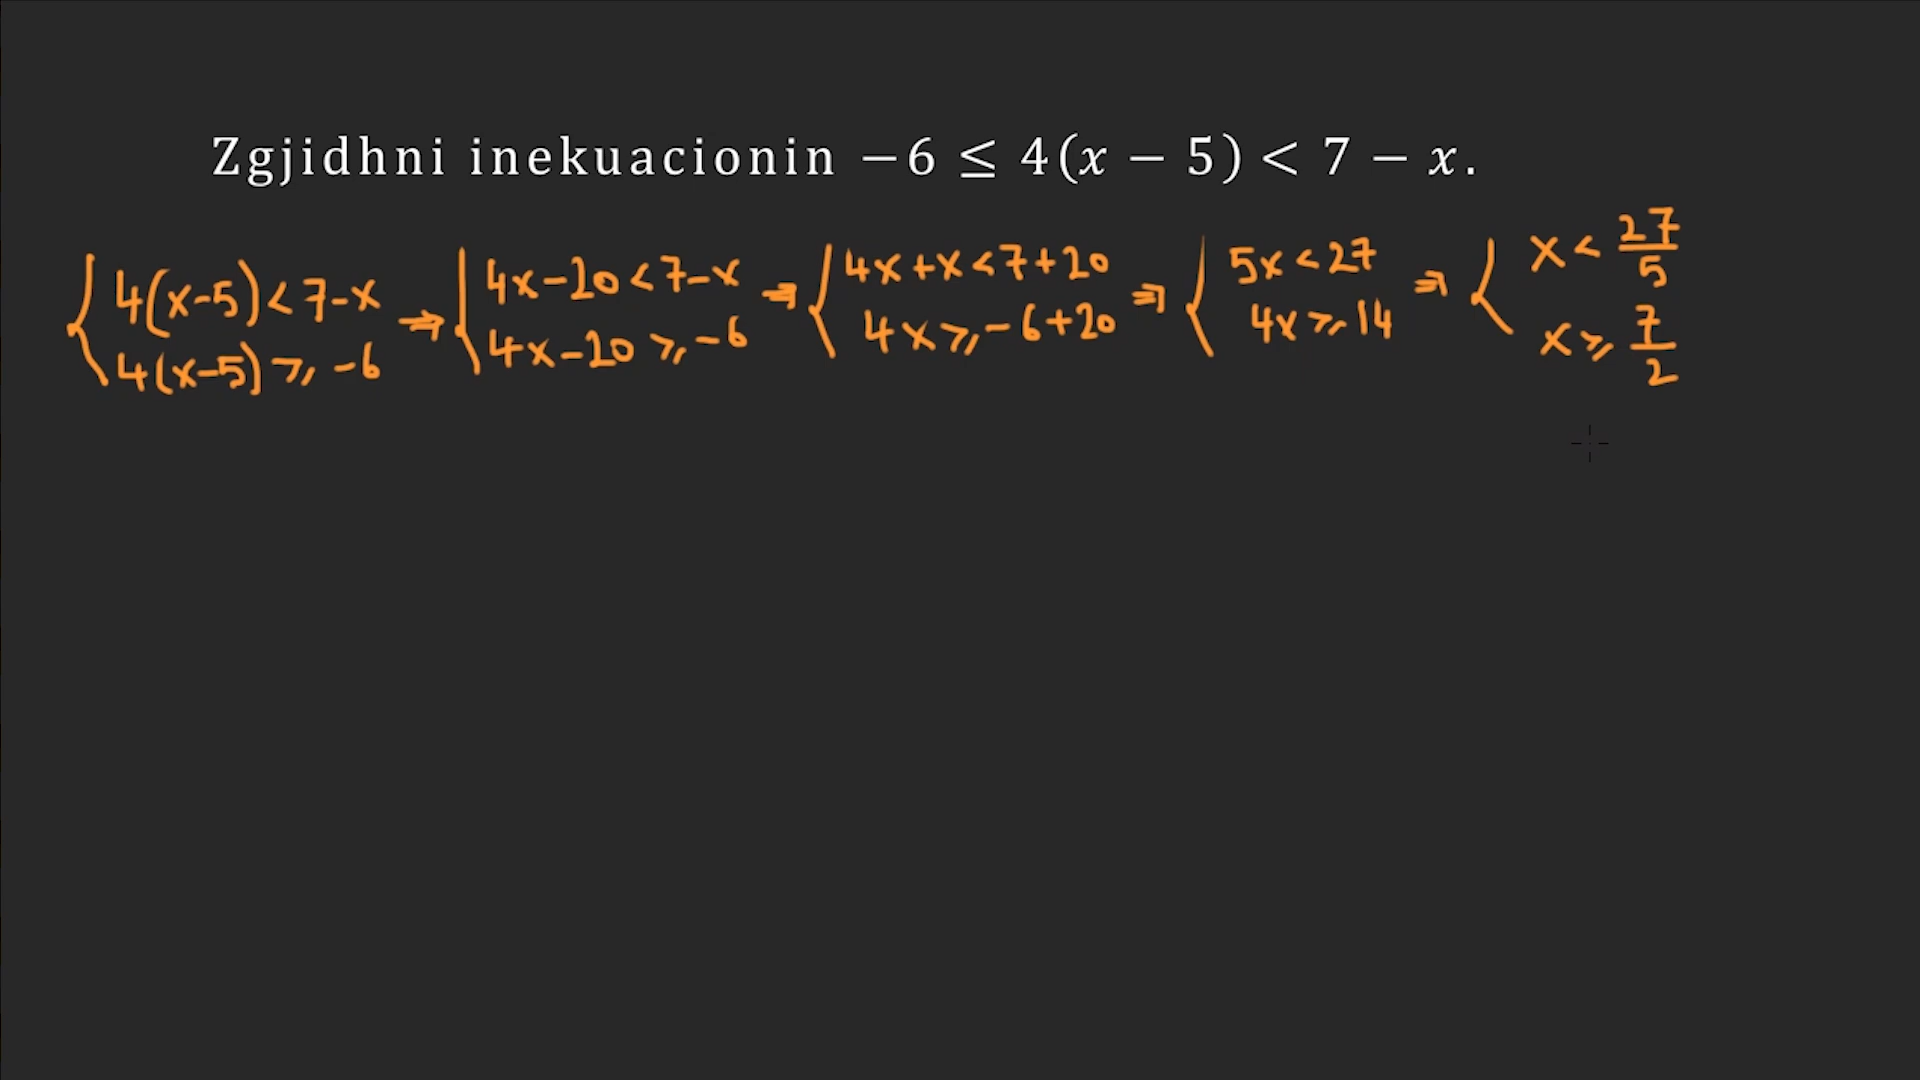 Zgjidhni inekuacionin −6 ≤ 4(x − 5) < 7 − x.
{ 4(x-5) < 7-x ⇒ { 4x-20 < 7-x ⇒ { 4x+x < 7+20 ⇒ { 5x < 27 ⇒ { x < 27/5
4(x-5) ⩾ -6 4x-20 ⩾ -6 4x ⩾ -6+20 4x ⩾ 14 x ⩾ 7/2